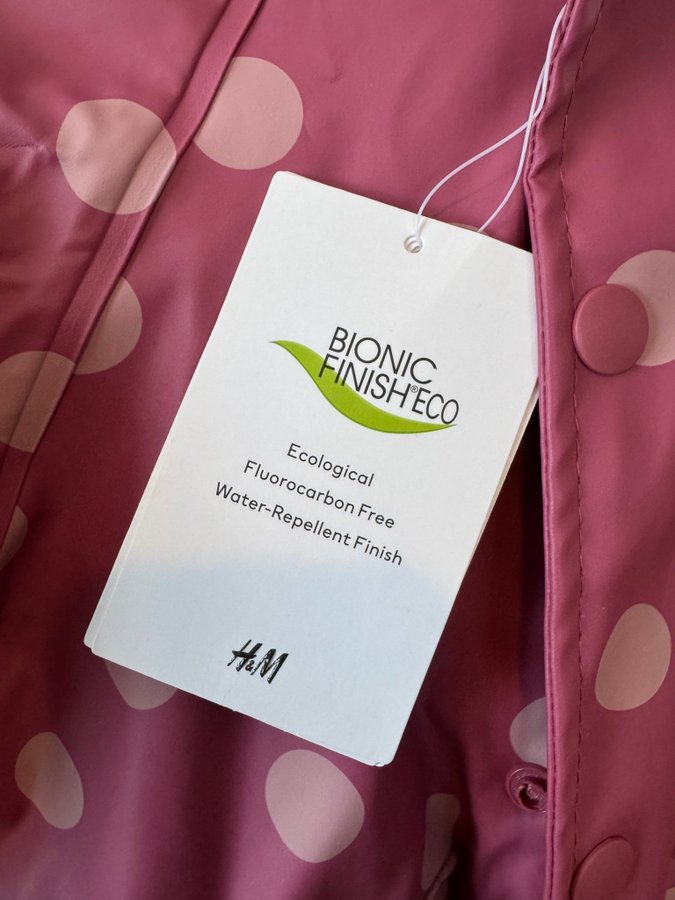 BIONIC
FINISH®ECO
Ecological
Fluorocarbon Free
Water-Repellent Finish
H&M